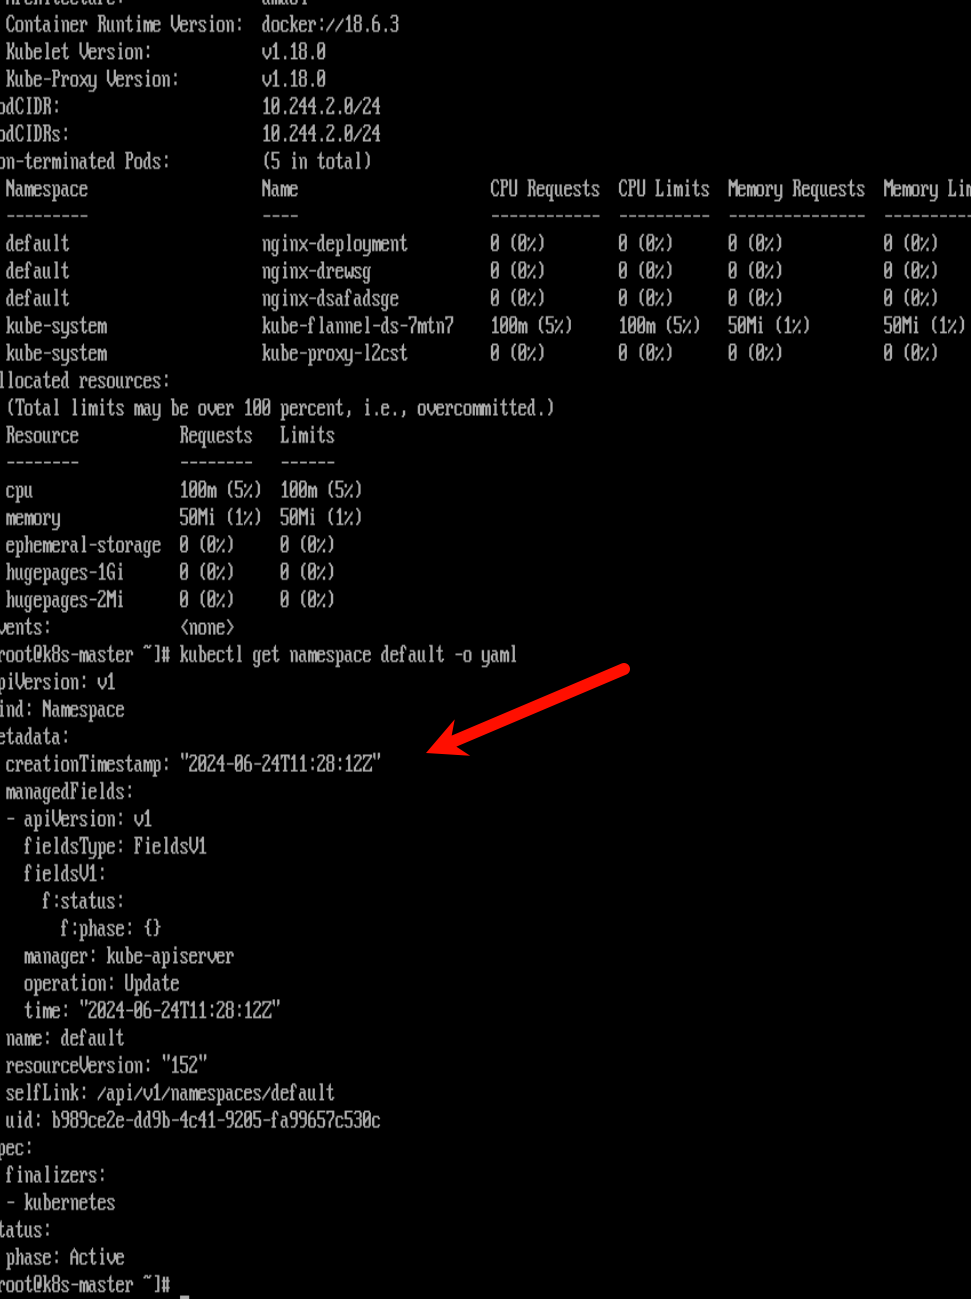 Container Runtime Version: docker://18.6.3
Kubelet Version: v1.18.0
Kube-Proxy Version: v1.18.0
odCIDR: 10.244.2.0/24
odCIDRs: 10.244.2.0/24
on-terminated Pods: (5 in total)
Namespace Name CPU Requests CPU Limits Memory Requests Memory Lim
--------- ---- ------------ ---------- --------------- ----------
default nginx-deployment 0 (0%) 0 (0%) 0 (0%) 0 (0%)
default nginx-drewsg 0 (0%) 0 (0%) 0 (0%) 0 (0%)
default nginx-dsafadsge 0 (0%) 0 (0%) 0 (0%) 0 (0%)
kube-system kube-flannel-ds-7mtn7 100m (5%) 100m (5%) 50Mi (1%) 50Mi (1%)
kube-system kube-proxy-l2cst 0 (0%) 0 (0%) 0 (0%) 0 (0%)
llocated resources:
(Total limits may be over 100 percent, i.e., overcommitted.)
Resource Requests Limits
-------- -------- ------
cpu 100m (5%) 100m (5%)
memory 50Mi (1%) 50Mi (1%)
ephemeral-storage 0 (0%) 0 (0%)
hugepages-1Gi 0 (0%) 0 (0%)
hugepages-2Mi 0 (0%) 0 (0%)
vents: <none>
root@k8s-master ~]# kubectl get namespace default -o yaml
piVersion: v1
ind: Namespace
etadata:
creationTimestamp: "2024-06-24T11:28:12Z"
managedFields:
- apiVersion: v1
fieldsType: FieldsV1
fieldsV1:
f:status:
f:phase: {}
manager: kube-apiserver
operation: Update
time: "2024-06-24T11:28:12Z"
name: default
resourceVersion: "152"
selfLink: /api/v1/namespaces/default
uid: b989ce2e-dd9b-4c41-9205-fa99657c530c
pec:
finalizers:
- kubernetes
tatus:
phase: Active
root@k8s-master ~]#